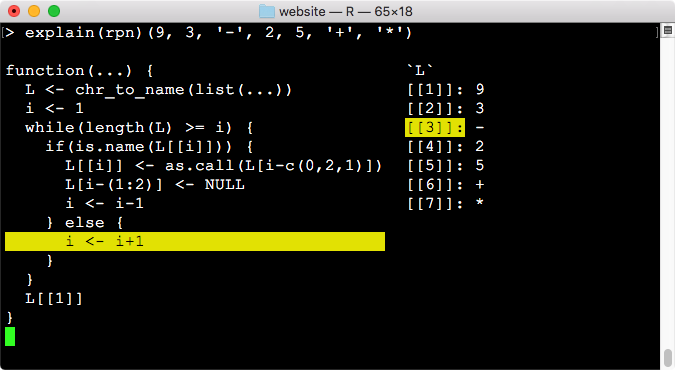 website — R — 65×18
> explain(rpn)(9, 3, '-', 2, 5, '+', '*')
function(...) {
  L <- chr_to_name(list(...))
  i <- 1
  while(length(L) >= i) {
    if(is.name(L[[i]])) {
      L[[i]] <- as.call(L[i-c(0,2,1)])
      L[i-(1:2)] <- NULL
      i <- i-1
    } else {
      i <- i+1
    }
  }
  L[[1]]
}
`L`
[[1]]: 9
[[2]]: 3
[[3]]: -
[[4]]: 2
[[5]]: 5
[[6]]: +
[[7]]: *